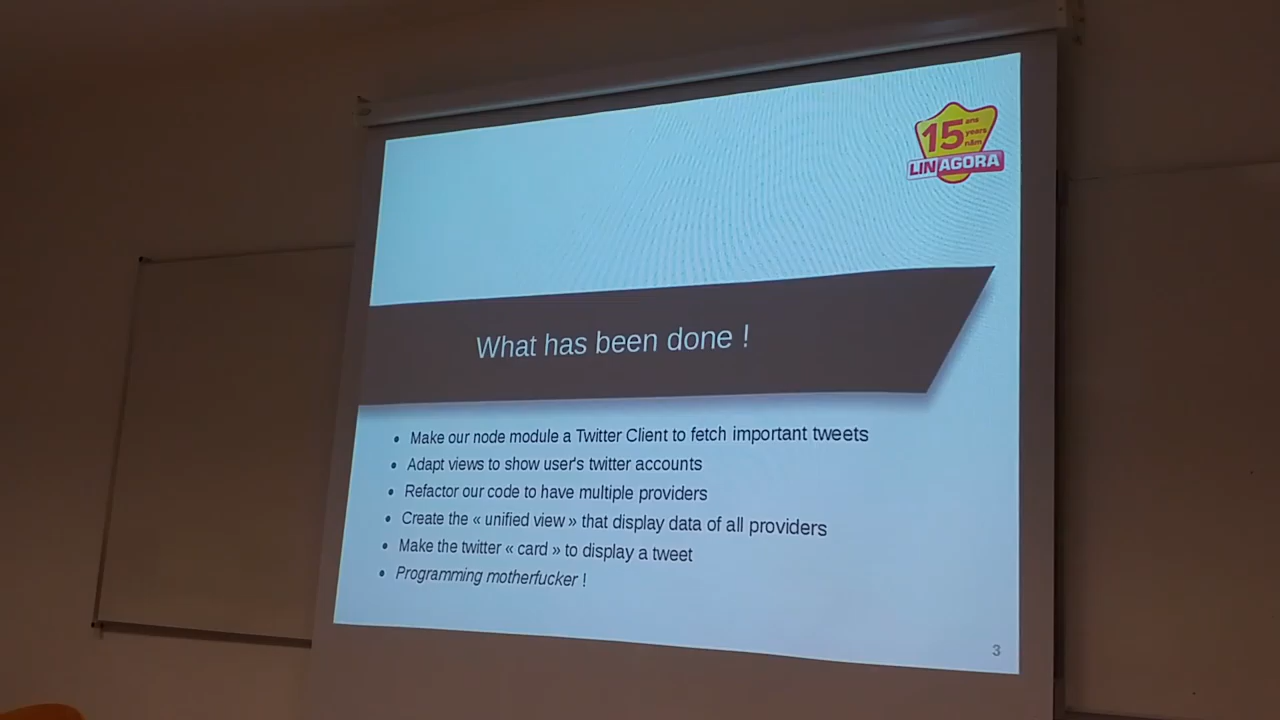 15 ans
years
năm
LINAGORA
What has been done !
Make our node module a Twitter Client to fetch important tweets
Adapt views to show user's twitter accounts
Refactor our code to have multiple providers
Create the « unified view » that display data of all providers
Make the twitter « card » to display a tweet
Programming motherfucker !
3